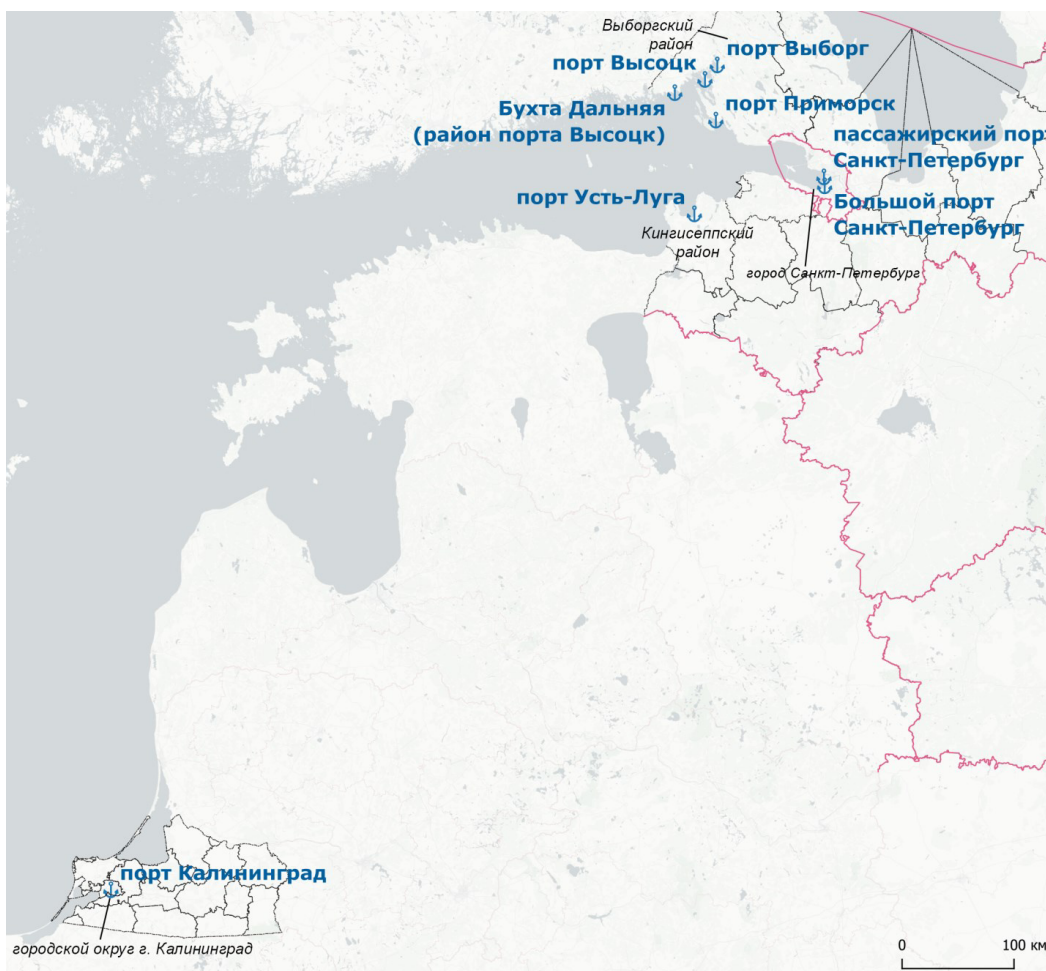 Выборгский
район
порт Выборг
порт Высоцк
Бухта Дальняя
(район порта Высоцк)
порт Приморск
пассажирский порт
Санкт-Петербург
порт Усть-Луга
Большой порт
Санкт-Петербург
Кингисеппский
район
город Санкт-Петербург
порт Калининград
городской округ г. Калининград
0 100 км